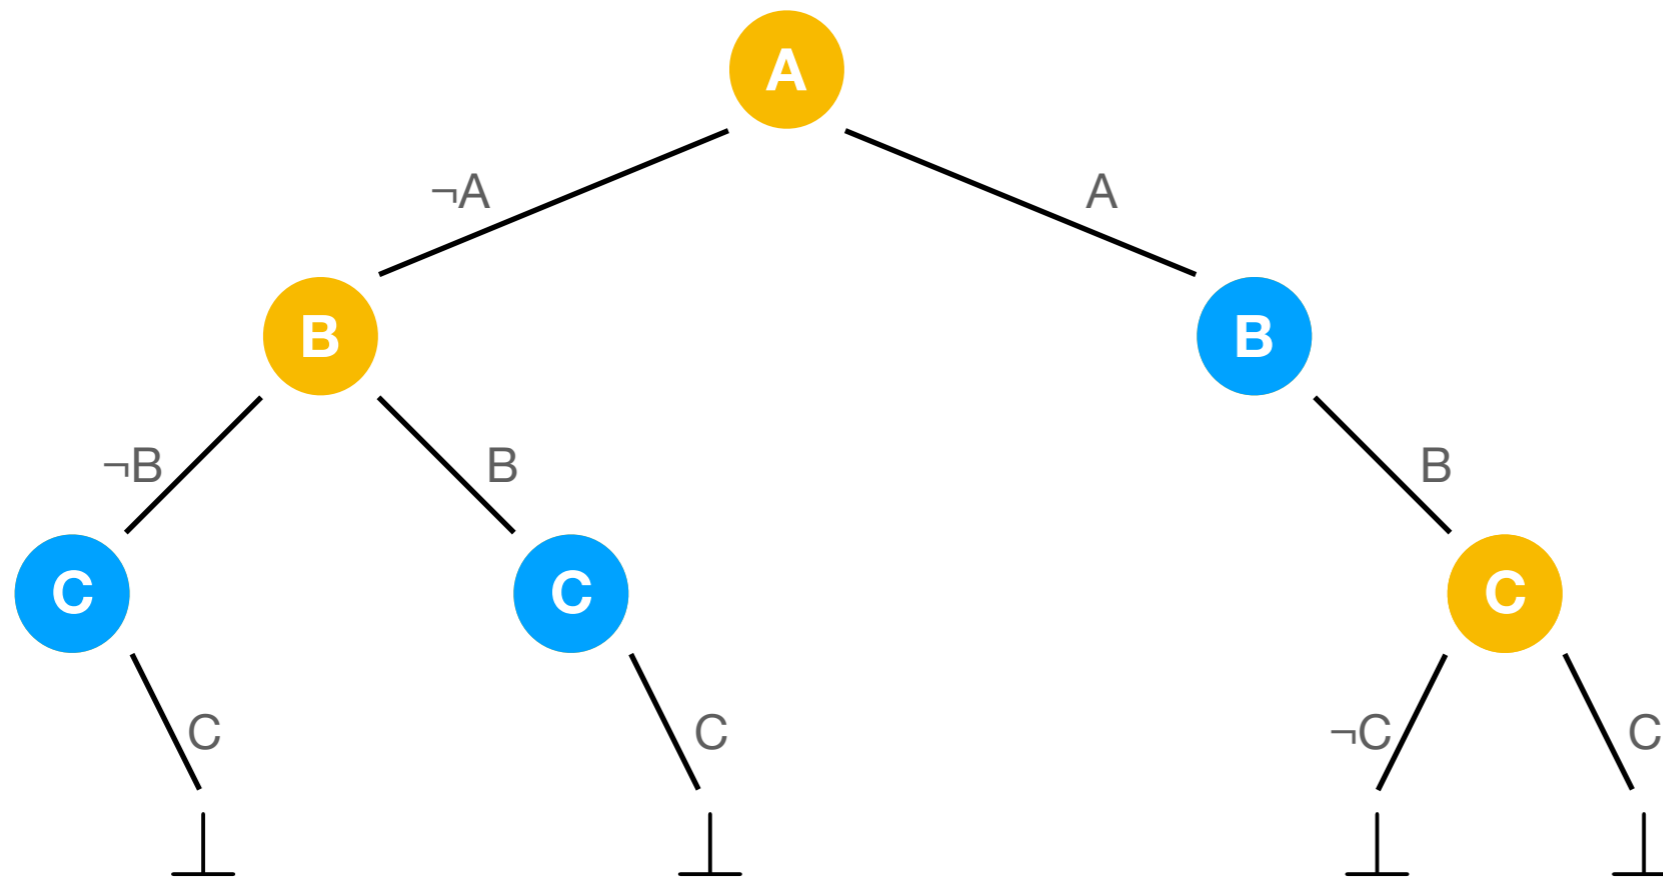 A
¬A A
B B
¬B B B
C C C
C C ¬C C
⊥ ⊥ ⊥ ⊥